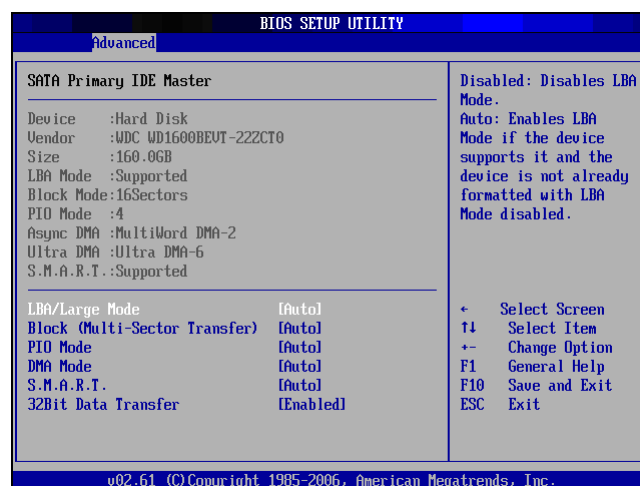 BIOS SETUP UTILITY
Advanced
SATA Primary IDE Master
Device :Hard Disk
Vendor :WDC WD1600BEVT-22ZCT0
Size :160.0GB
LBA Mode :Supported
Block Mode:16Sectors
PIO Mode :4
Async DMA :MultiWord DMA-2
Ultra DMA :Ultra DMA-6
S.M.A.R.T.:Supported
LBA/Large Mode [Auto]
Block (Multi-Sector Transfer) [Auto]
PIO Mode [Auto]
DMA Mode [Auto]
S.M.A.R.T. [Auto]
32Bit Data Transfer [Enabled]
Disabled: Disables LBA
Mode.
Auto: Enables LBA
Mode if the device
supports it and the
device is not already
formatted with LBA
Mode disabled.
← Select Screen
↑↓ Select Item
+- Change Option
F1 General Help
F10 Save and Exit
ESC Exit
v02.61 (C)Copyright 1985-2006, American Megatrends, Inc.